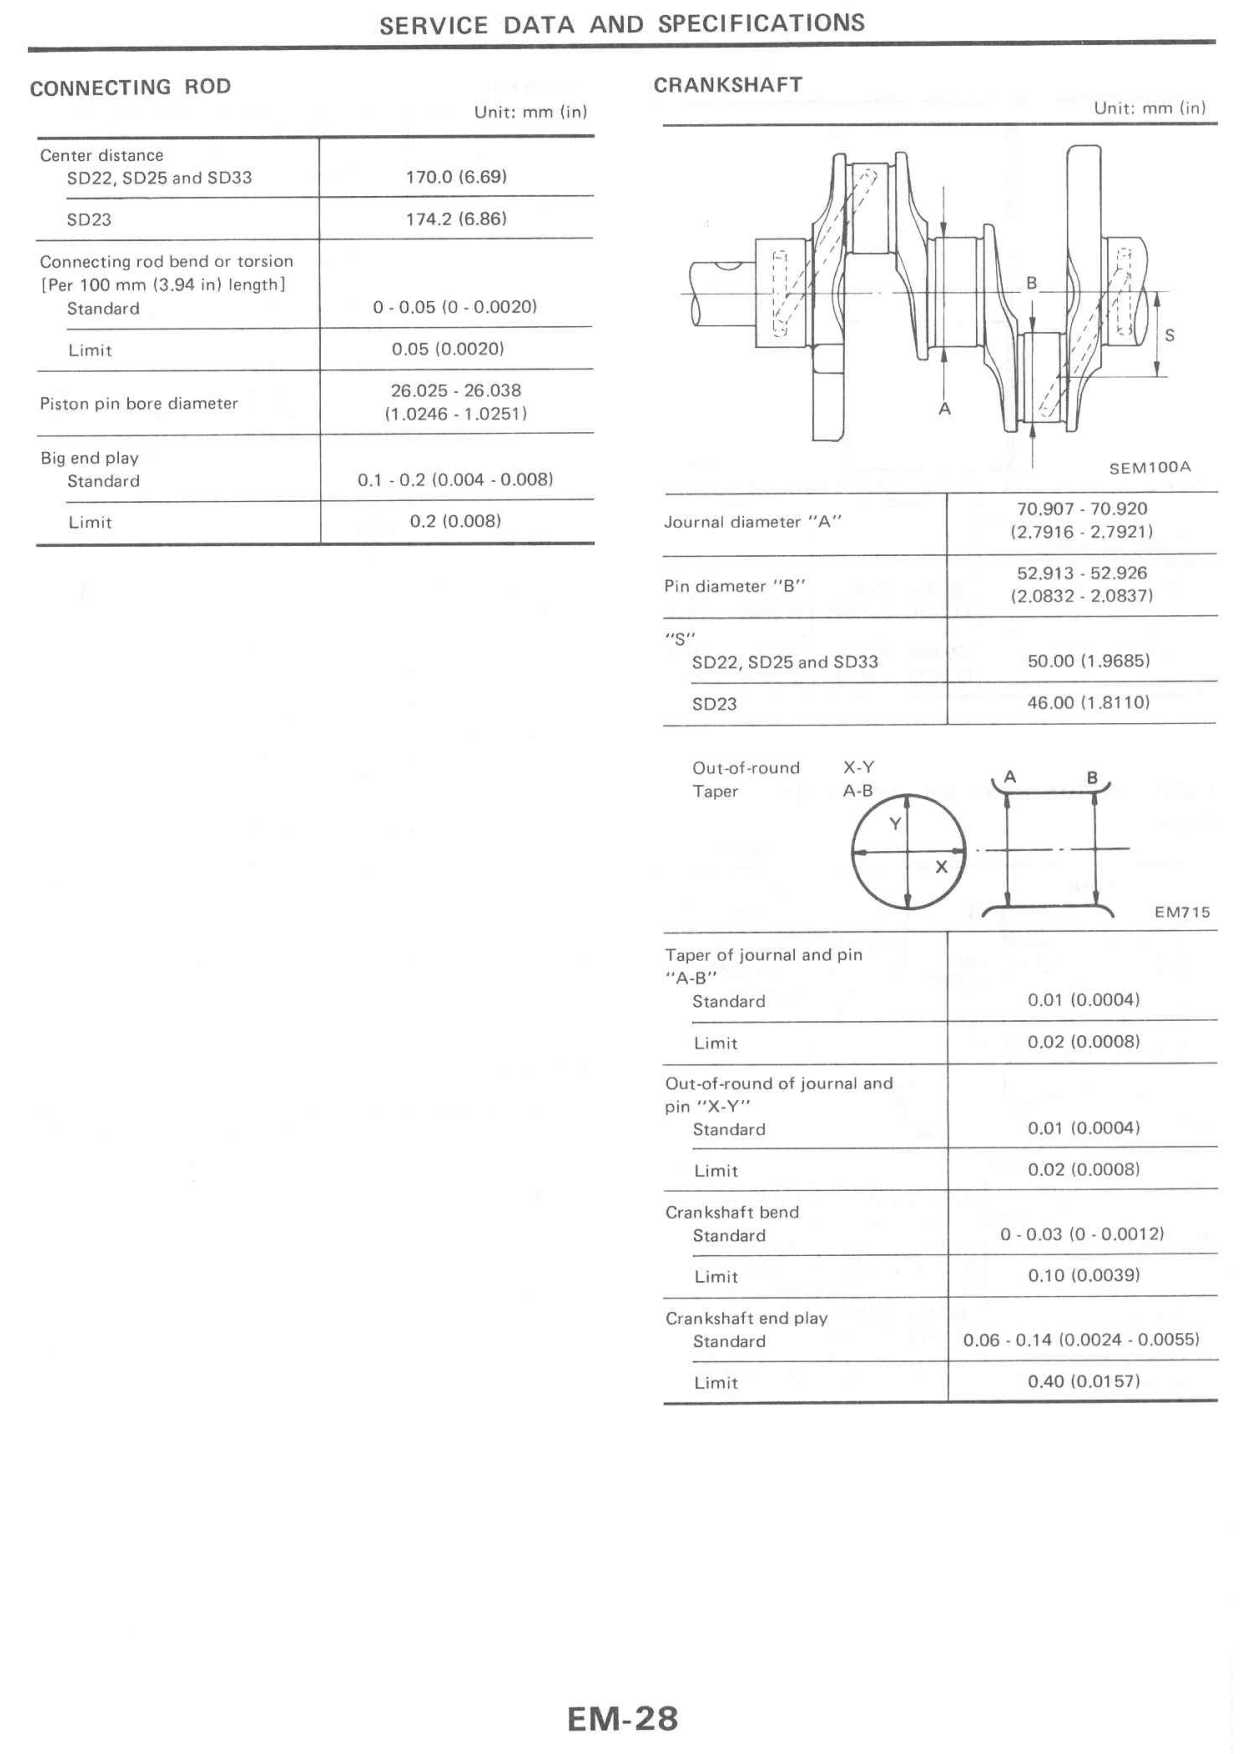 SERVICE DATA AND SPECIFICATIONS
CONNECTING ROD
Unit: mm (in)
Center distance
SD22, SD25 and SD33 170.0 (6.69)
SD23 174.2 (6.86)
Connecting rod bend or torsion
[Per 100 mm (3.94 in) length]
Standard 0 - 0.05 (0 - 0.0020)
Limit 0.05 (0.0020)
Piston pin bore diameter 26.025 - 26.038
(1.0246 - 1.0251)
Big end play
Standard 0.1 - 0.2 (0.004 - 0.008)
Limit 0.2 (0.008)
CRANKSHAFT
Unit: mm (in)
B
S
A
SEM100A
Journal diameter "A" 70.907 - 70.920
(2.7916 - 2.7921)
Pin diameter "B" 52.913 - 52.926
(2.0832 - 2.0837)
"S"
SD22, SD25 and SD33 50.00 (1.9685)
SD23 46.00 (1.8110)
Out-of-round X-Y
Taper A-B
A B
Y
X
EM715
Taper of journal and pin
"A-B"
Standard 0.01 (0.0004)
Limit 0.02 (0.0008)
Out-of-round of journal and
pin "X-Y"
Standard 0.01 (0.0004)
Limit 0.02 (0.0008)
Crankshaft bend
Standard 0 - 0.03 (0 - 0.0012)
Limit 0.10 (0.0039)
Crankshaft end play
Standard 0.06 - 0.14 (0.0024 - 0.0055)
Limit 0.40 (0.0157)
EM-28